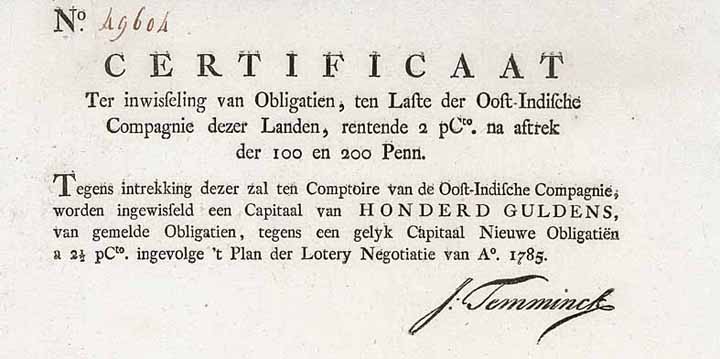 No. 49604
CERTIFICAAT
Ter inwisſeling van Obligatien, ten Laſte der Ooſt-Indiſche
Compagnie dezer Landen, rentende 2 pCto. na aftrek
der 100 en 200 Penn.
Tegens intrekking dezer zal ten Comptoire van de Ooſt-Indiſche Compagnie,
worden ingewisſeld een Capitaal van HONDERD GULDENS,
van gemelde Obligatien, tegens een gelyk Capitaal Nieuwe Obligatiën
a 2½ pCto. ingevolge 't Plan der Lotery Negotiatie van Ao. 1785.
J: Temminck